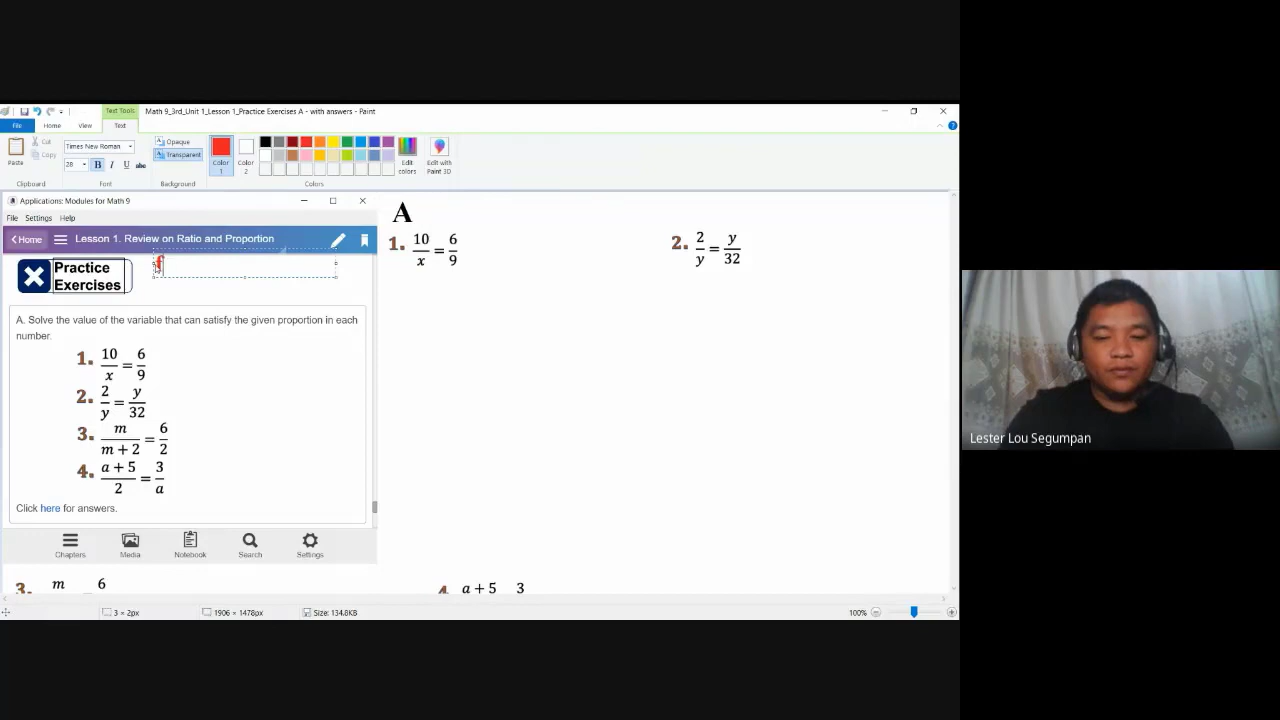 Text Tools Math 9_3rd_Unit 1_Lesson 1_Practice Exercises A - with answers - Paint
File Home View Text
Paste
Cut
Copy
Clipboard
Times New Roman
28 B I U abc
Font
Opaque
Transparent
Background
Color 1
Color 2
Edit colors
Edit with Paint 3D
Colors
Applications: Modules for Math 9
File Settings Help
Home Lesson 1. Review on Ratio and Proportion
Practice
Exercises
f
A. Solve the value of the variable that can satisfy the given proportion in each
number.
1. 10/x = 6/9
2. 2/y = y/32
3. m/(m + 2) = 6/2
4. (a + 5)/2 = 3/a
Click here for answers.
Chapters Media Notebook Search Settings
A
1. 10/x = 6/9
2. 2/y = y/32
3. m 6
4. a + 5 3
3 × 2px 1906 × 1478px Size: 134.8KB 100%
Lester Lou Segumpan